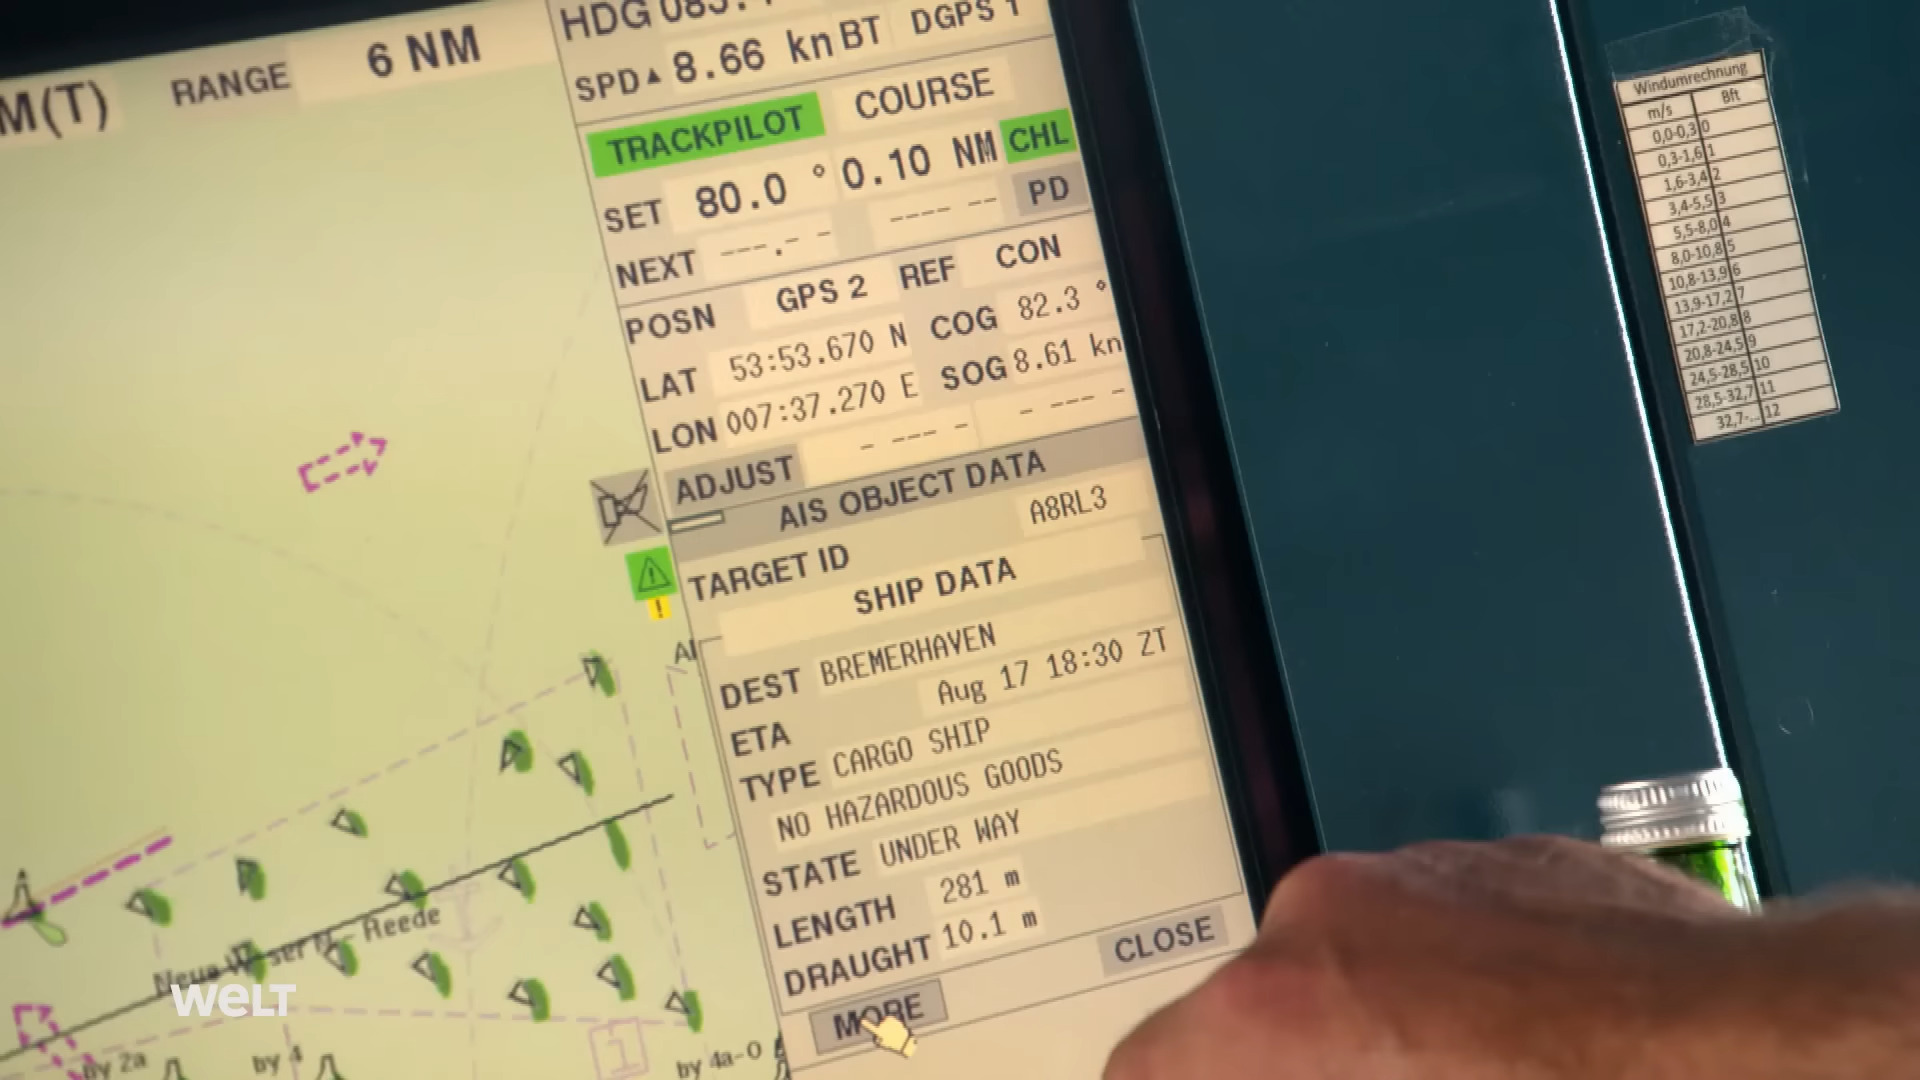 M(T) RANGE 6 NM
HDG
SPD▲ 8.66 kn BT DGPS 1
TRACKPILOT COURSE
SET 80.0 ° 0.10 NM CHL
NEXT ---.- - ---- -- PD
POSN GPS 2 REF CON
LAT 53:53.670 N COG 82.3 °
LON 007:37.270 E SOG 8.61 kn
ADJUST - --- - - --- -
AIS OBJECT DATA
TARGET ID A8RL3
SHIP DATA
DEST BREMERHAVEN
ETA Aug 17 18:30 ZT
TYPE CARGO SHIP
NO HAZARDOUS GOODS
STATE UNDER WAY
LENGTH 281 m
DRAUGHT 10.1 m
MORE CLOSE
Reede
1
by 2a
by 4
by 4a-O
WELT
Windumrechnung
m/s Bft
0,0-0,3 0
0,3-1,6 1
1,6-3,4 2
3,4-5,5 3
5,5-8,0 4
8,0-10,8 5
10,8-13,9 6
13,9-17,2 7
17,2-20,8 8
20,8-24,5 9
24,5-28,5 10
28,5-32,7 11
32,7-... 12